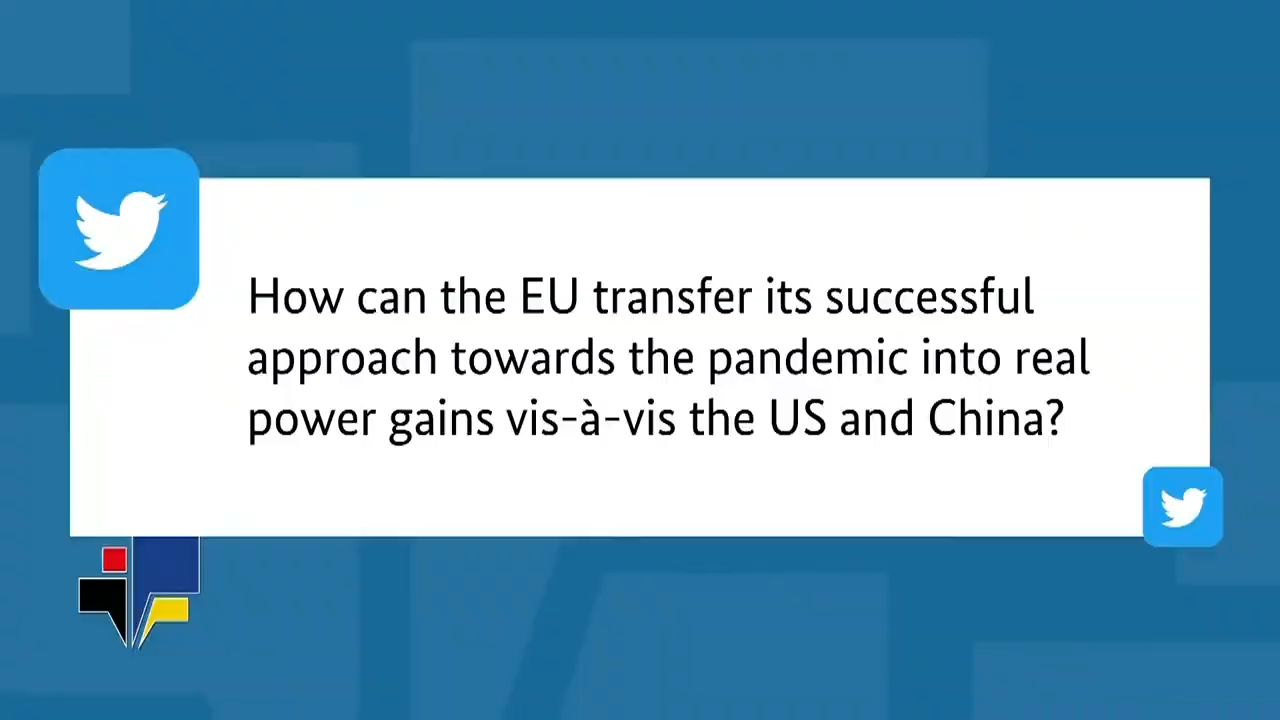 How can the EU transfer its successful
approach towards the pandemic into real
power gains vis-à-vis the US and China?